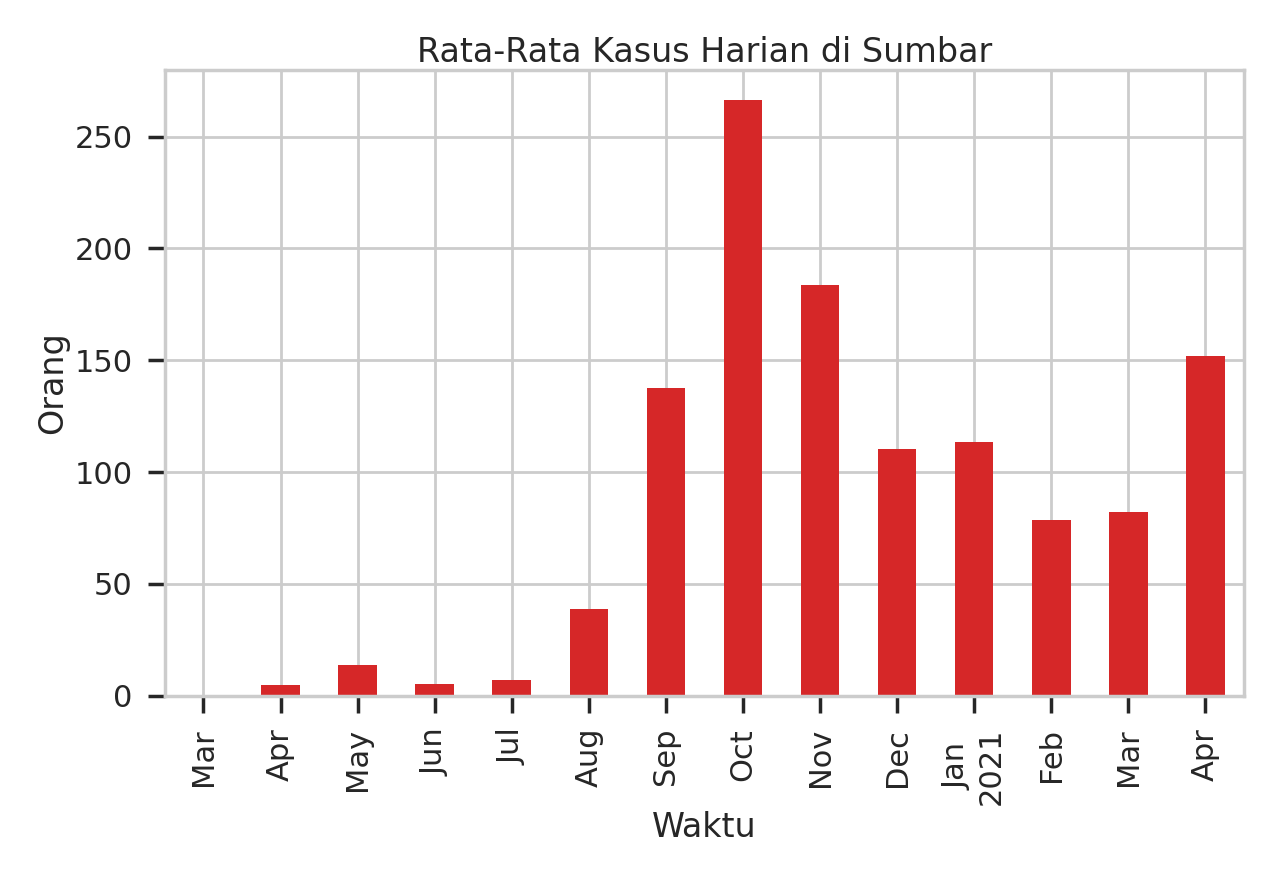 Rata-Rata Kasus Harian di Sumbar
Orang
250
200
150
100
50
0
Mar
Apr
May
Jun
Jul
Aug
Sep
Oct
Nov
Dec
Jan
2021
Feb
Mar
Apr
Waktu